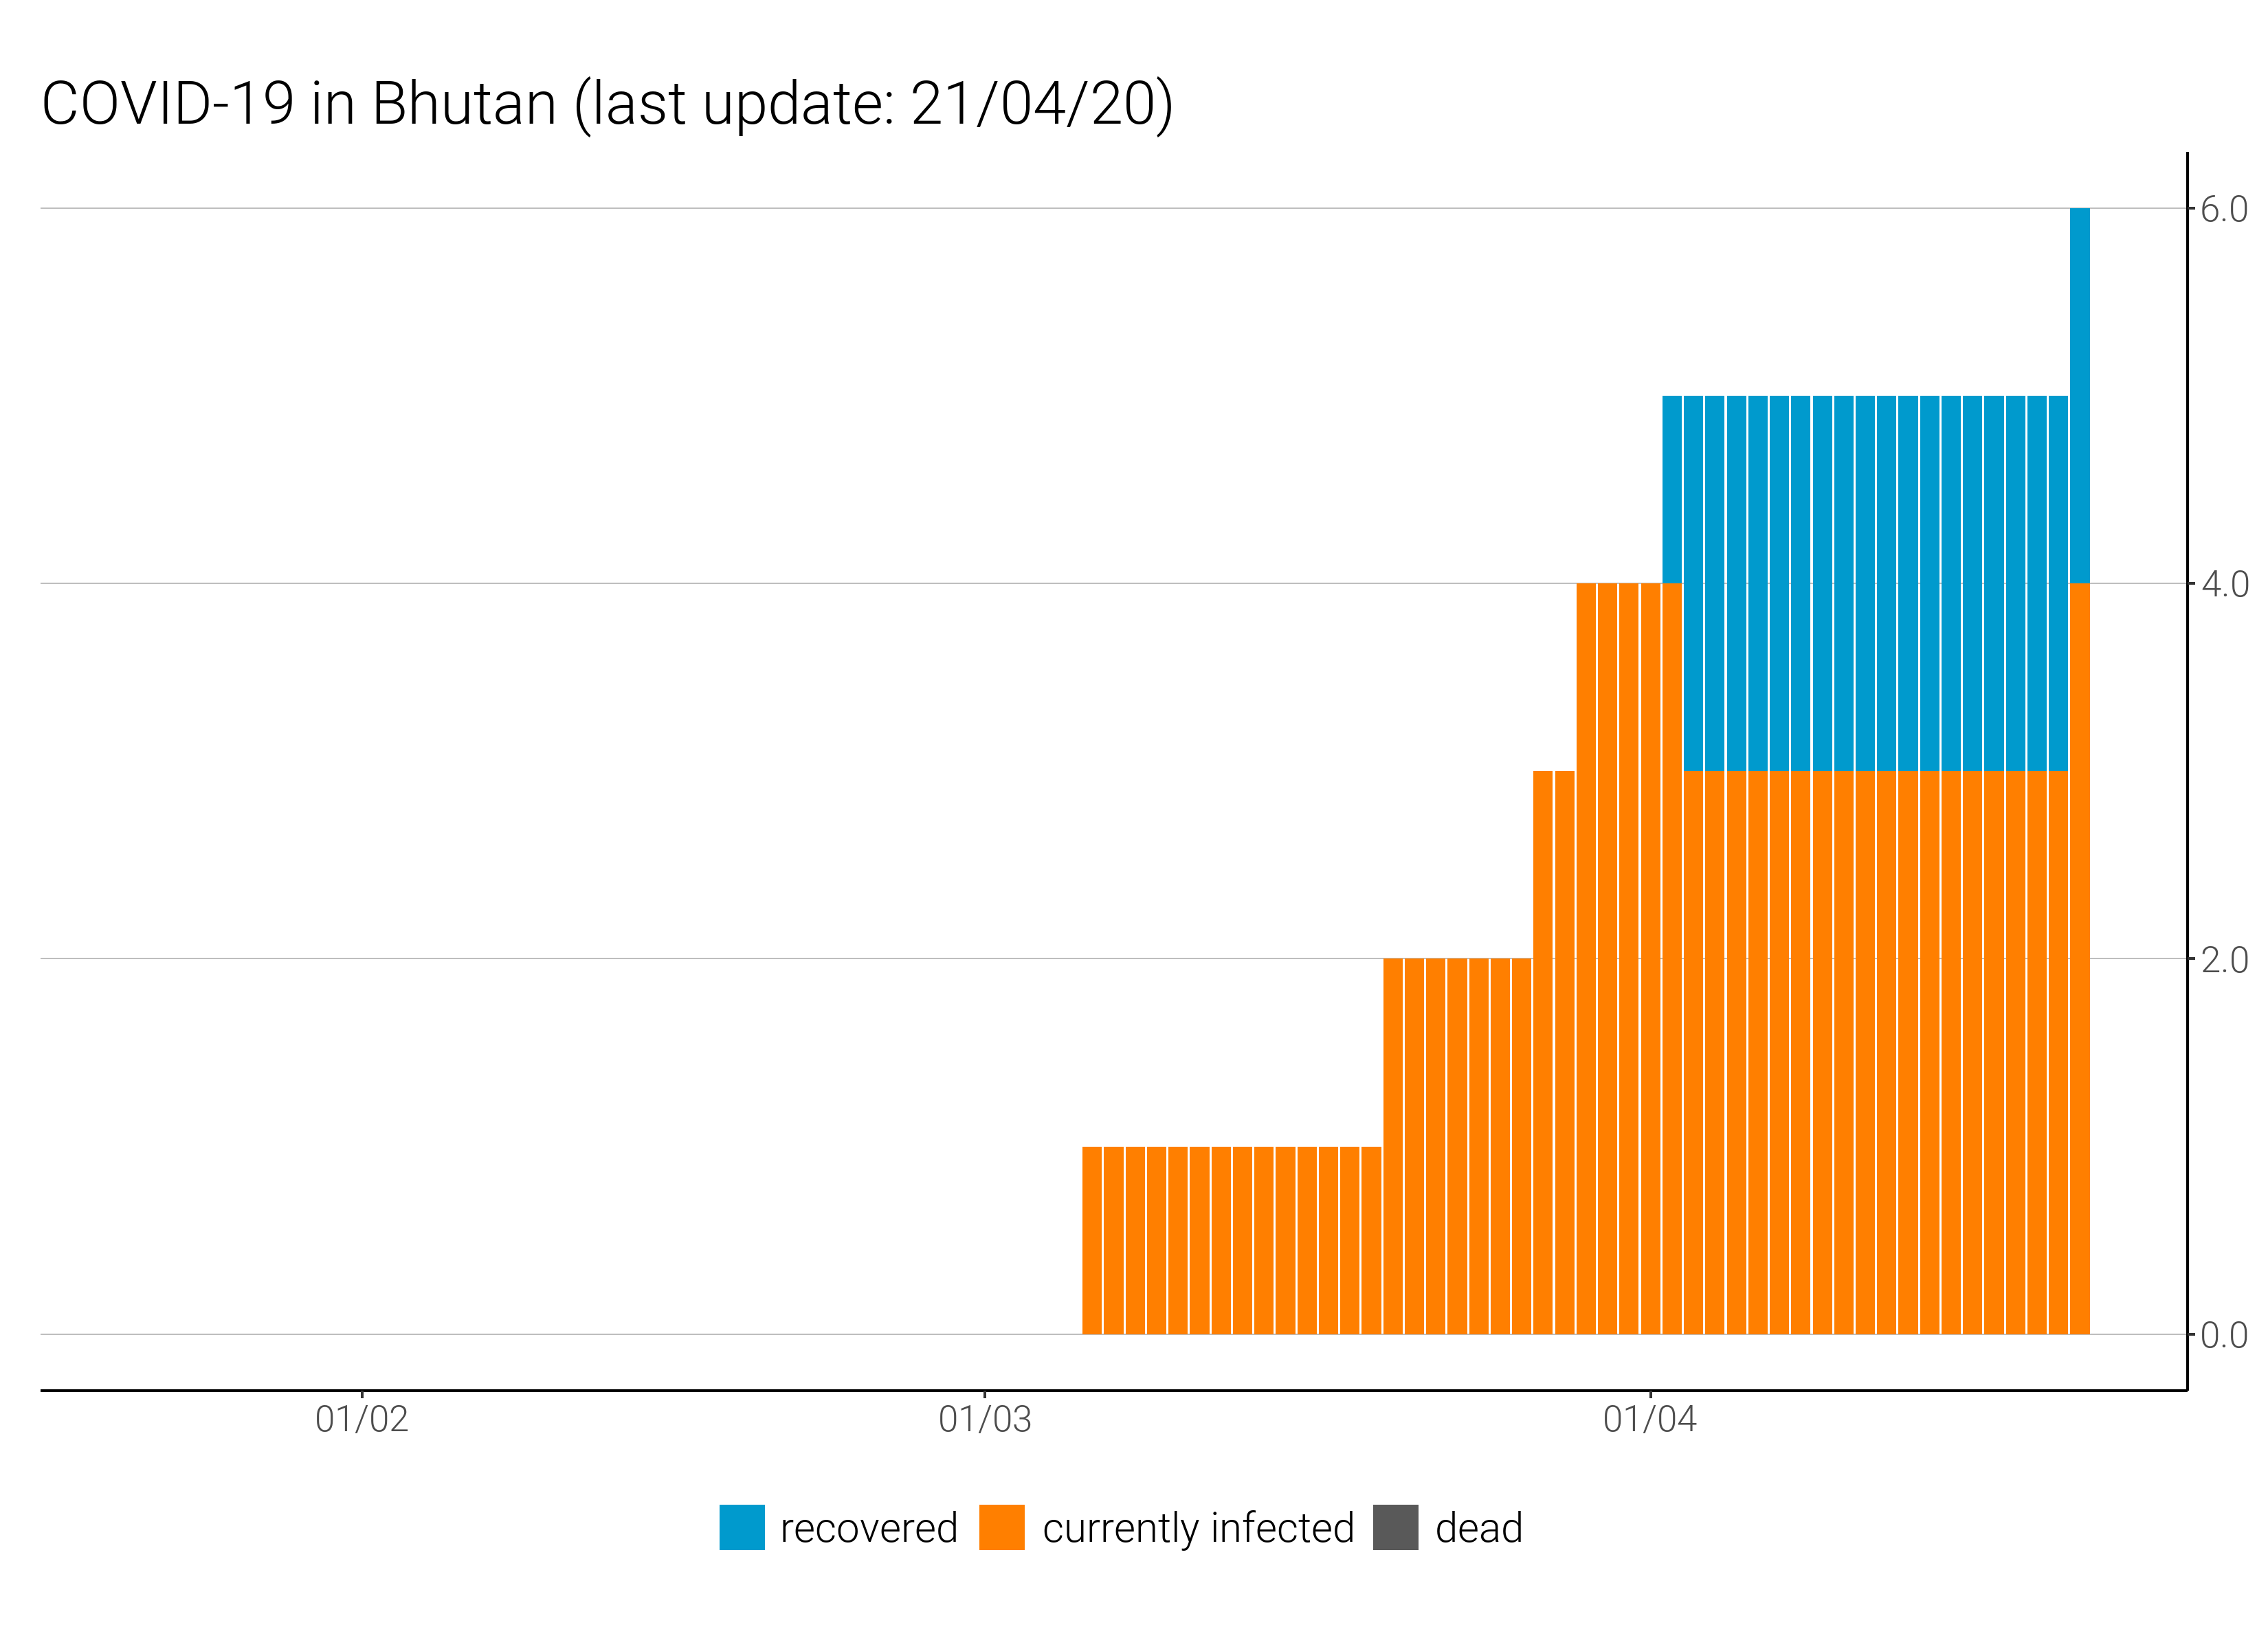 COVID-19 in Bhutan (last update: 21/04/20)
6.0
4.0
2.0
0.0
01/02 01/03 01/04
recovered currently infected dead